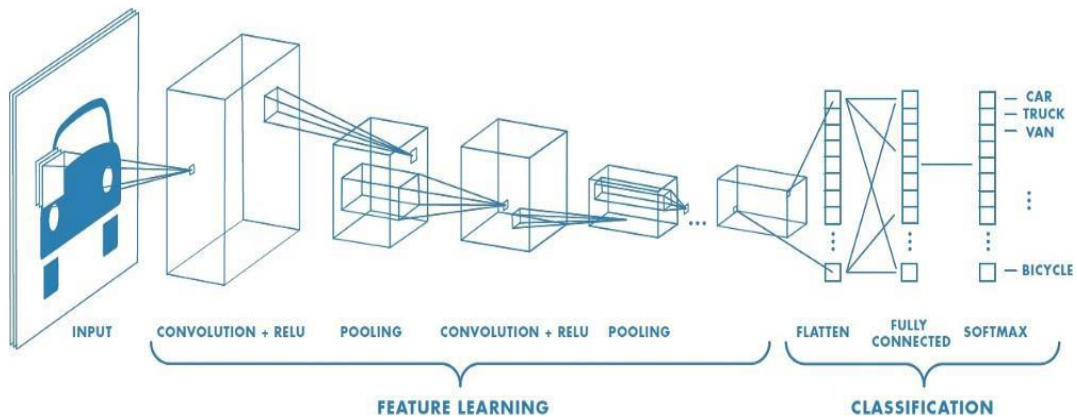 CAR
TRUCK
VAN
BICYCLE
INPUT
CONVOLUTION + RELU
POOLING
CONVOLUTION + RELU
POOLING
FLATTEN
FULLY
CONNECTED
SOFTMAX
FEATURE LEARNING
CLASSIFICATION